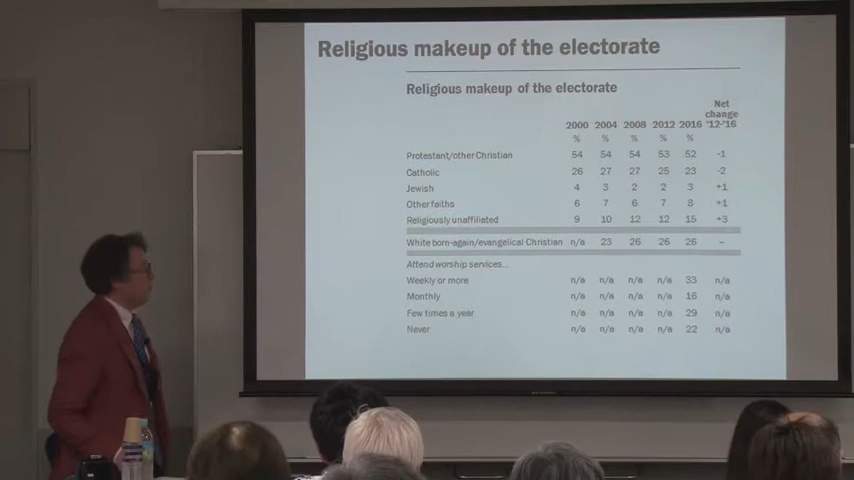 Religious makeup of the electorate
Religious makeup of the electorate
Net
change
2000 2004 2008 2012 2016 '12-'16
% % % % %
Protestant/other Christian 54 54 54 53 52 -1
Catholic 26 27 27 25 23 -2
Jewish 4 3 2 2 3 +1
Other faiths 6 7 6 7 8 +1
Religiously unaffiliated 9 10 12 12 15 +3
White born-again/evangelical Christian n/a 23 26 26 26 –
Attend worship services...
Weekly or more n/a n/a n/a n/a 33 n/a
Monthly n/a n/a n/a n/a 16 n/a
Few times a year n/a n/a n/a n/a 29 n/a
Never n/a n/a n/a n/a 22 n/a